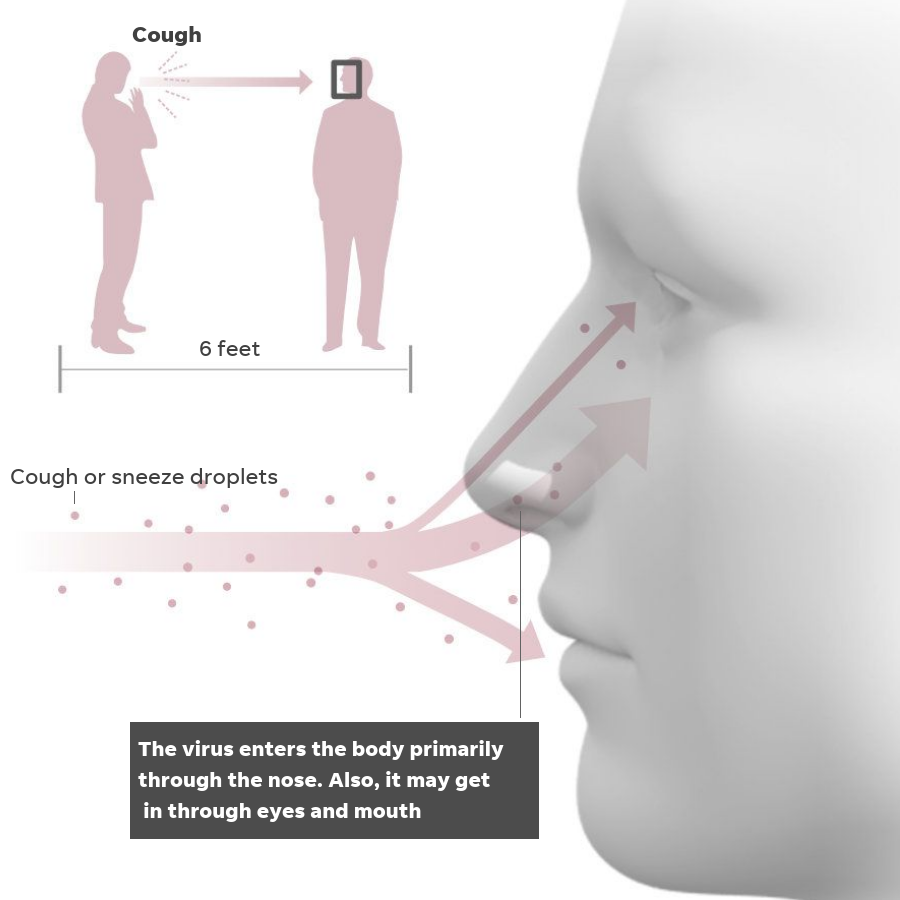 Cough
6 feet
Cough or sneeze droplets
The virus enters the body primarily
through the nose. Also, it may get
in through eyes and mouth